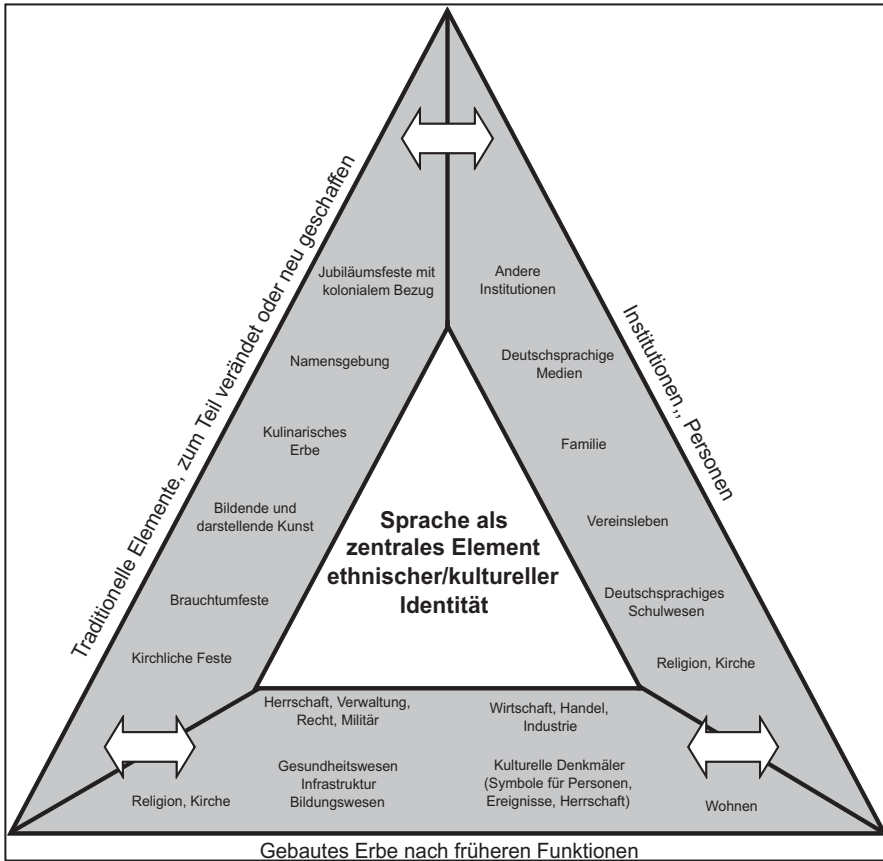 Traditionelle Elemente, zum Teil verändet oder neu geschaffen
Jubiläumsfeste mit
kolonialem Bezug
Namensgebung
Kulinarisches
Erbe
Bildende und
darstellende Kunst
Brauchtumfeste
Kirchliche Feste
Institutionen,, Personen
Andere
Institutionen
Deutschsprachige
Medien
Familie
Vereinsleben
Deutschsprachiges
Schulwesen
Religion, Kirche
Sprache als
zentrales Element
ethnischer/kultureller
Identität
Herrschaft, Verwaltung,
Recht, Militär
Wirtschaft, Handel,
Industrie
Religion, Kirche
Gesundheitswesen
Infrastruktur
Bildungswesen
Kulturelle Denkmäler
(Symbole für Personen,
Ereignisse, Herrschaft)
Wohnen
Gebautes Erbe nach früheren Funktionen